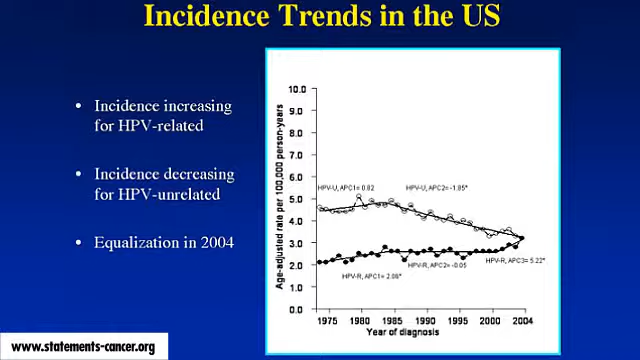 Incidence Trends in the US
• Incidence increasing
for HPV-related
• Incidence decreasing
for HPV-unrelated
• Equalization in 2004
Age-adjusted rate per 100,000 person-years
10.0
9.0
8.0
7.0
6.0
5.0
4.0
3.0
2.0
1.0
0.0
HPV-U, APC1= 0.82
HPV-U, APC2= -1.85*
HPV-R, APC1= 2.06*
HPV-R, APC2= -0.05
HPV-R, APC3= 5.22*
1975 1980 1985 1990 1995 2000 2004
Year of diagnosis
www.statements-cancer.org